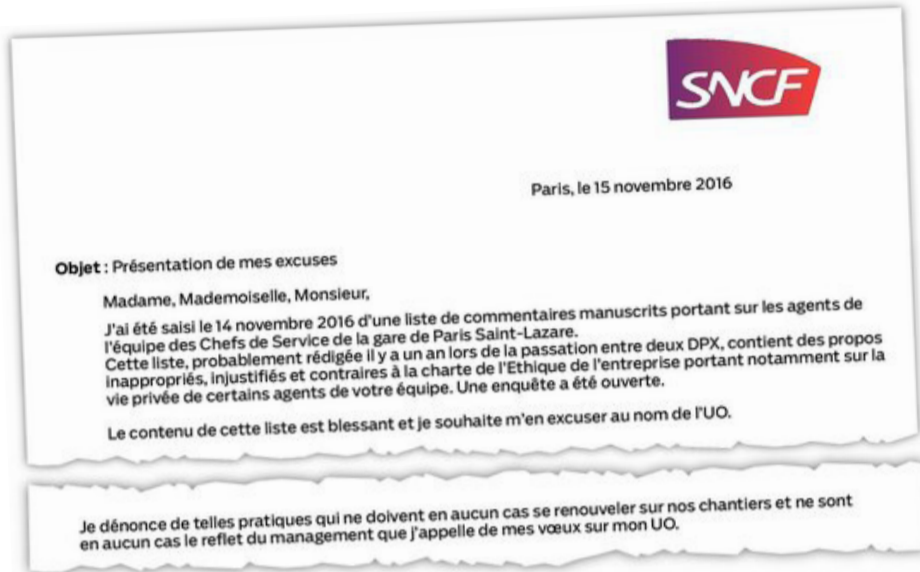 SNCF
Paris, le 15 novembre 2016
Objet : Présentation de mes excuses
Madame, Mademoiselle, Monsieur,
J'ai été saisi le 14 novembre 2016 d'une liste de commentaires manuscrits portant sur les agents de
l'équipe des Chefs de Service de la gare de Paris Saint-Lazare.
Cette liste, probablement rédigée il y a un an lors de la passation entre deux DPX, contient des propos
inappropriés, injustifiés et contraires à la charte de l'Ethique de l'entreprise portant notamment sur la
vie privée de certains agents de votre équipe. Une enquête a été ouverte.
Le contenu de cette liste est blessant et je souhaite m'en excuser au nom de l'UO.
Je dénonce de telles pratiques qui ne doivent en aucun cas se renouveler sur nos chantiers et ne sont
en aucun cas le reflet du management que j'appelle de mes vœux sur mon UO.